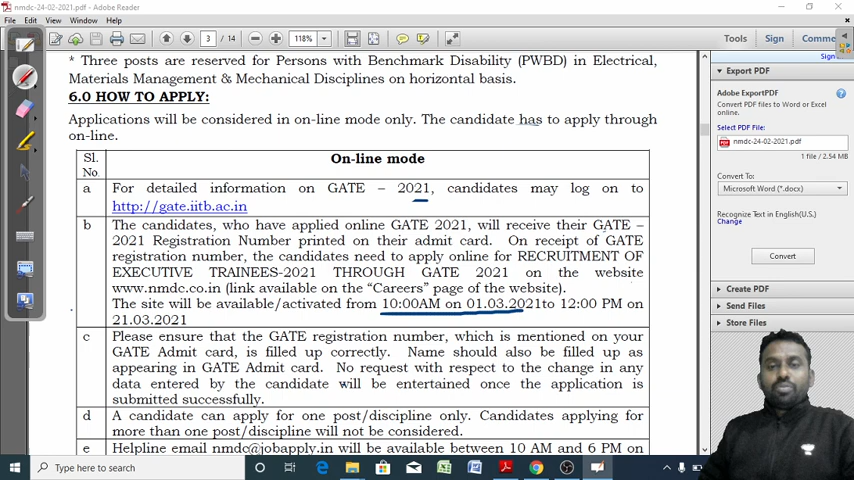 nmdc-24-02-2021.pdf - Adobe Reader
File Edit View Window Help
3 / 14 118% Tools Sign Comme
* Three posts are reserved for Persons with Benchmark Disability (PWBD) in Electrical,
Materials Management & Mechanical Disciplines on horizontal basis.
6.0 HOW TO APPLY:
Applications will be considered in on-line mode only. The candidate has to apply through
on-line.
Sl. No. On-line mode
a For detailed information on GATE – 2021, candidates may log on to
http://gate.iitb.ac.in
b The candidates, who have applied online GATE 2021, will receive their GATE –
2021 Registration Number printed on their admit card. On receipt of GATE
registration number, the candidates need to apply online for RECRUITMENT OF
EXECUTIVE TRAINEES-2021 THROUGH GATE 2021 on the website
www.nmdc.co.in (link available on the “Careers” page of the website).
The site will be available/activated from 10:00AM on 01.03.2021to 12:00 PM on
21.03.2021
c Please ensure that the GATE registration number, which is mentioned on your
GATE Admit card, is filled up correctly. Name should also be filled up as
appearing in GATE Admit card. No request with respect to the change in any
data entered by the candidate will be entertained once the application is
submitted successfully.
d A candidate can apply for one post/discipline only. Candidates applying for
more than one post/discipline will not be considered.
e Helpline email nmdc@jobapply.in will be available between 10 AM and 6 PM on
Sign
Export PDF
Adobe ExportPDF
Convert PDF files to Word or Excel
online.
Select PDF File:
nmdc-24-02-2021.pdf
1 file / 2.54 MB
Convert To:
Microsoft Word (*.docx)
Recognize Text in English(U.S.)
Change
Convert
Create PDF
Send Files
Store Files
Type here to search